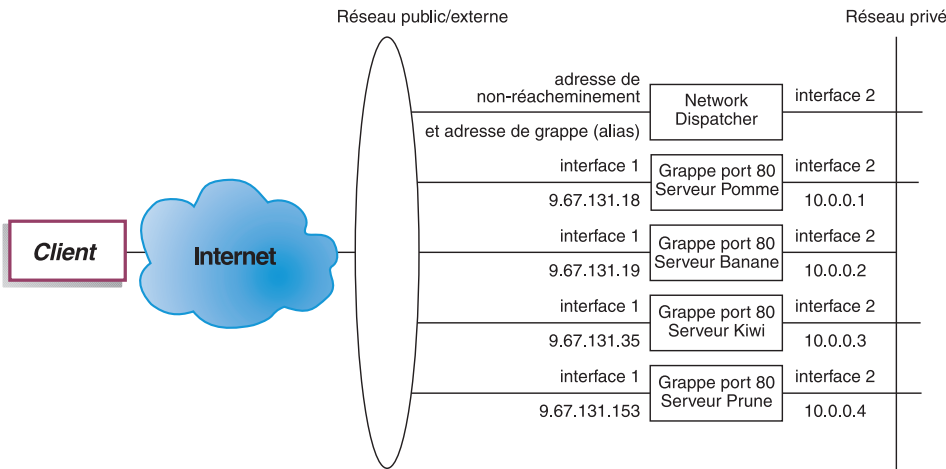 Réseau public/externe
Réseau privé
adresse de
non-réacheminement
et adresse de grappe (alias)
Network
Dispatcher
interface 2
interface 1
9.67.131.18
Grappe port 80
Serveur Pomme
interface 2
10.0.0.1
interface 1
9.67.131.19
Grappe port 80
Serveur Banane
interface 2
10.0.0.2
interface 1
9.67.131.35
Grappe port 80
Serveur Kiwi
interface 2
10.0.0.3
interface 1
9.67.131.153
Grappe port 80
Serveur Prune
interface 2
10.0.0.4
Client
Internet